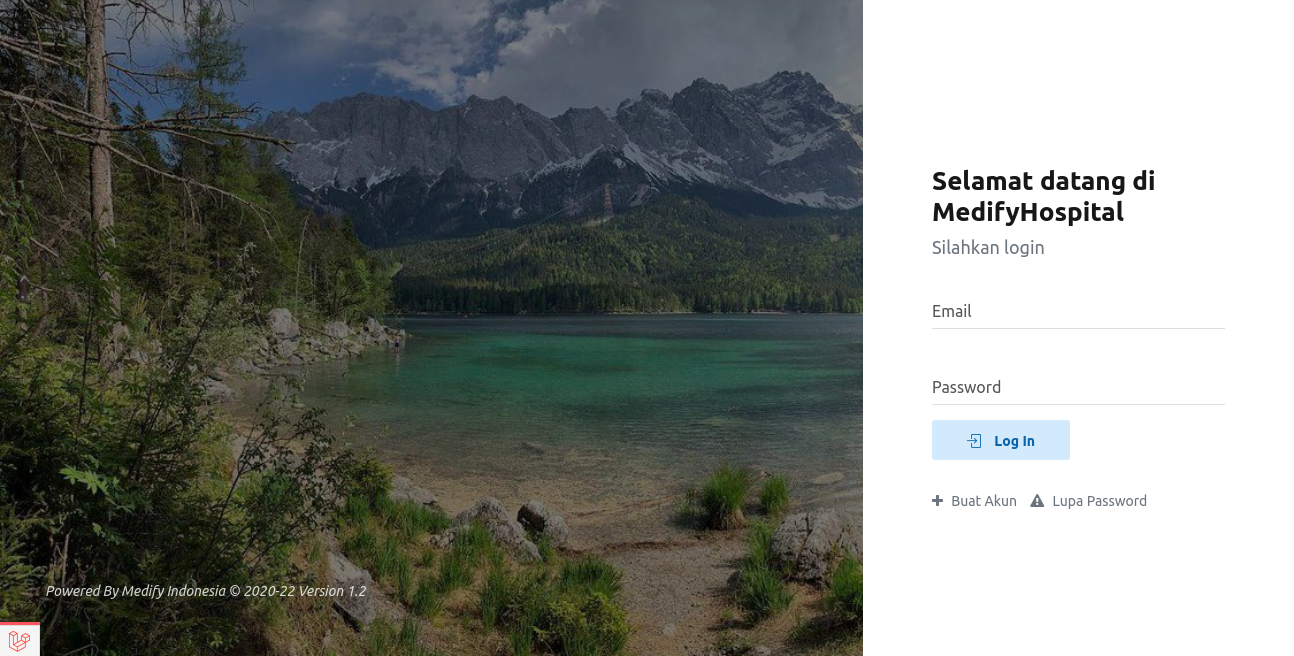 Selamat datang di
MedifyHospital
Silahkan login
Email
Password
Log In
Buat Akun Lupa Password
Powered By Medify Indonesia © 2020-22 Version 1.2